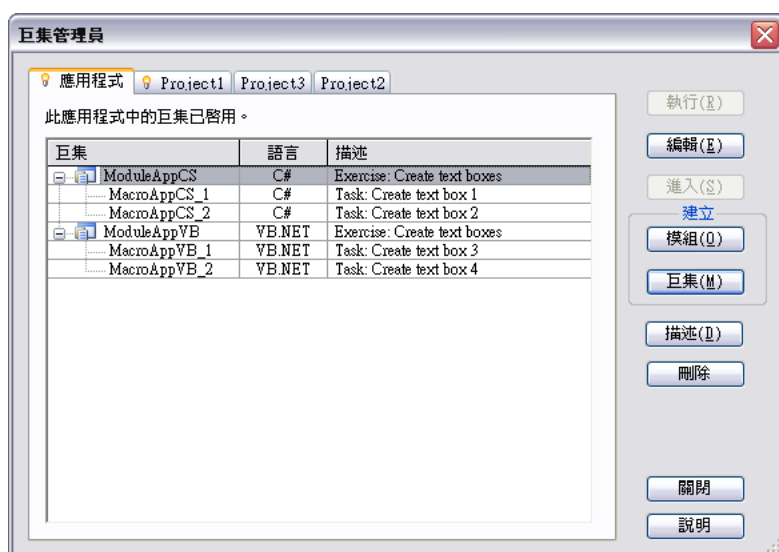 巨集管理員
應用程式 Project1 Project3 Project2
此應用程式中的巨集已啓用。
巨集 語言 描述
ModuleAppCS C# Exercise: Create text boxes
MacroAppCS_1 C# Task: Create text box 1
MacroAppCS_2 C# Task: Create text box 2
ModuleAppVB VB.NET Exercise: Create text boxes
MacroAppVB_1 VB.NET Task: Create text box 3
MacroAppVB_2 VB.NET Task: Create text box 4
執行(R)
編輯(E)
進入(S)
建立
模組(O)
巨集(M)
描述(D)
刪除
關閉
說明